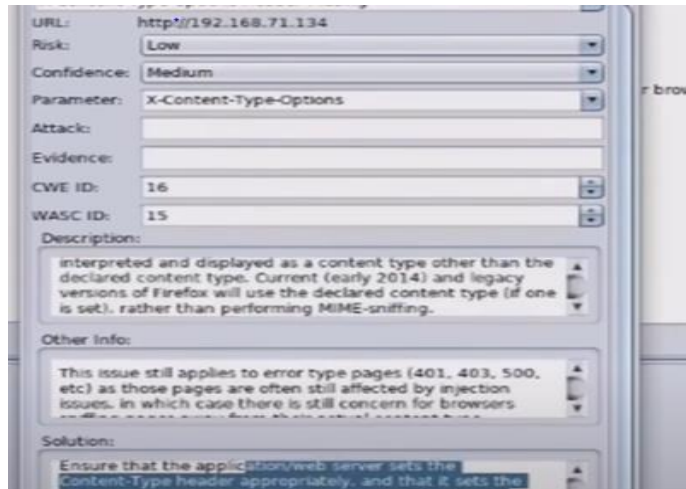 URL: http://192.168.71.134
Risk: Low
Confidence: Medium
r brow
Parameter: X-Content-Type-Options
Attack:
Evidence:
CWE ID: 16
WASC ID: 15
Description:
interpreted and displayed as a content type other than the
declared content type. Current (early 2014) and legacy
versions of Firefox will use the declared content type (if one
is set), rather than performing MIME-sniffing.
Other Info:
This issue still applies to error type pages (401, 403, 500,
etc) as those pages are often still affected by injection
issues, in which case there is still concern for browsers
Solution:
Ensure that the application/web server sets the
Content-Type header appropriately, and that it sets the